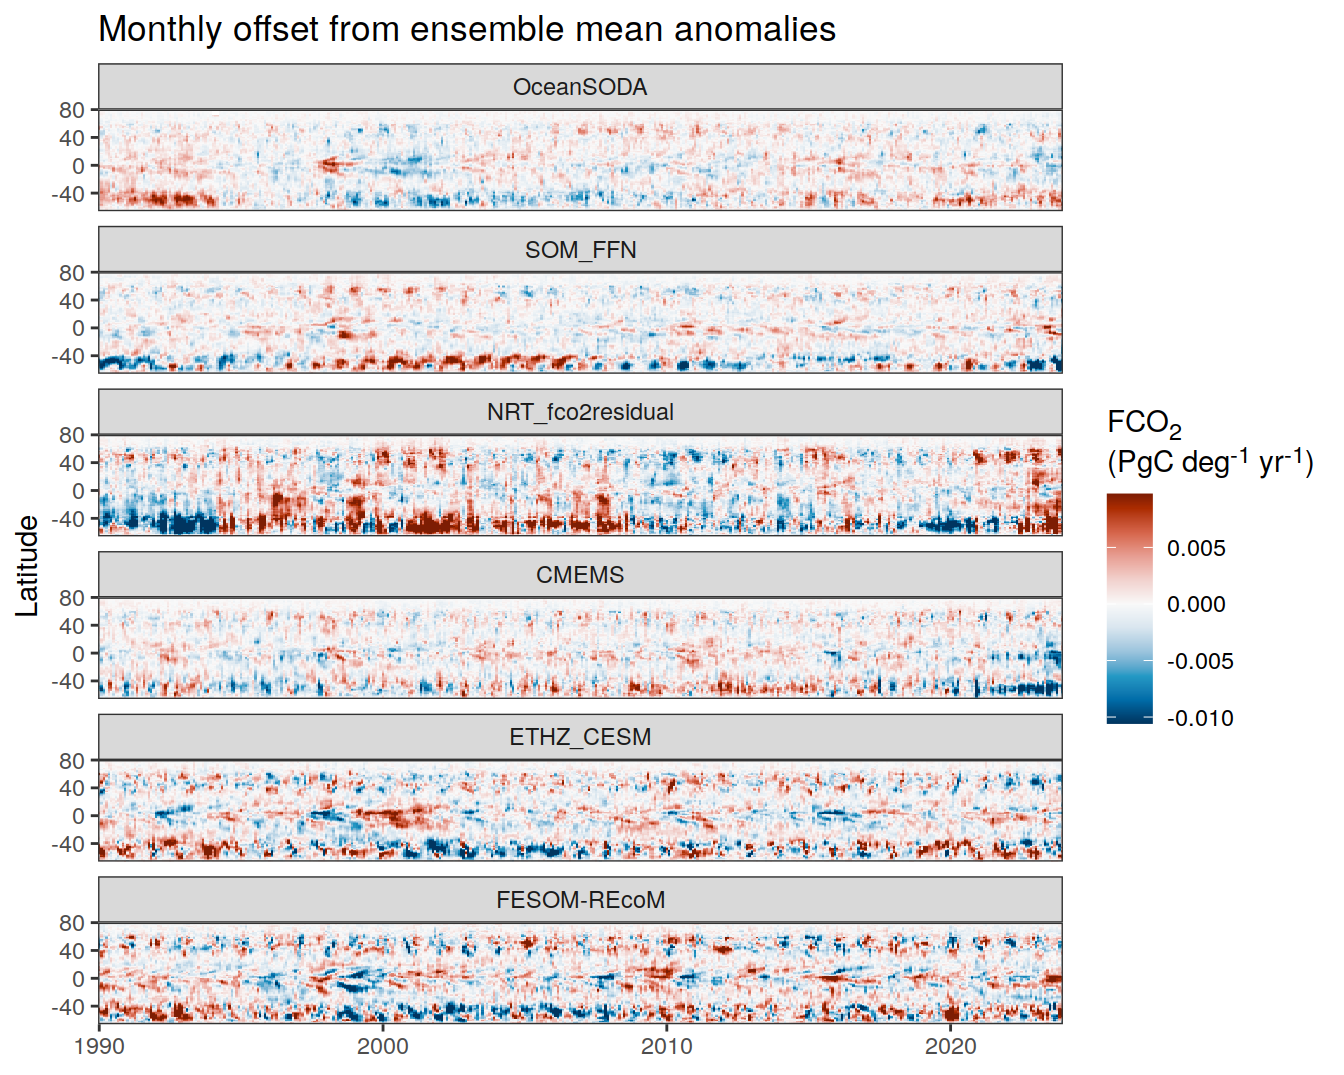 Monthly offset from ensemble mean anomalies
OceanSODA
80
40
0
-40
SOM_FFN
80
40
0
-40
NRT_fco2residual
80
40
0
-40
CMEMS
80
40
0
-40
ETHZ_CESM
80
40
0
-40
FESOM-REcoM
80
40
0
-40
1990 2000 2010 2020
Latitude
FCO₂
(PgC deg⁻¹ yr⁻¹)
0.005
0.000
-0.005
-0.010